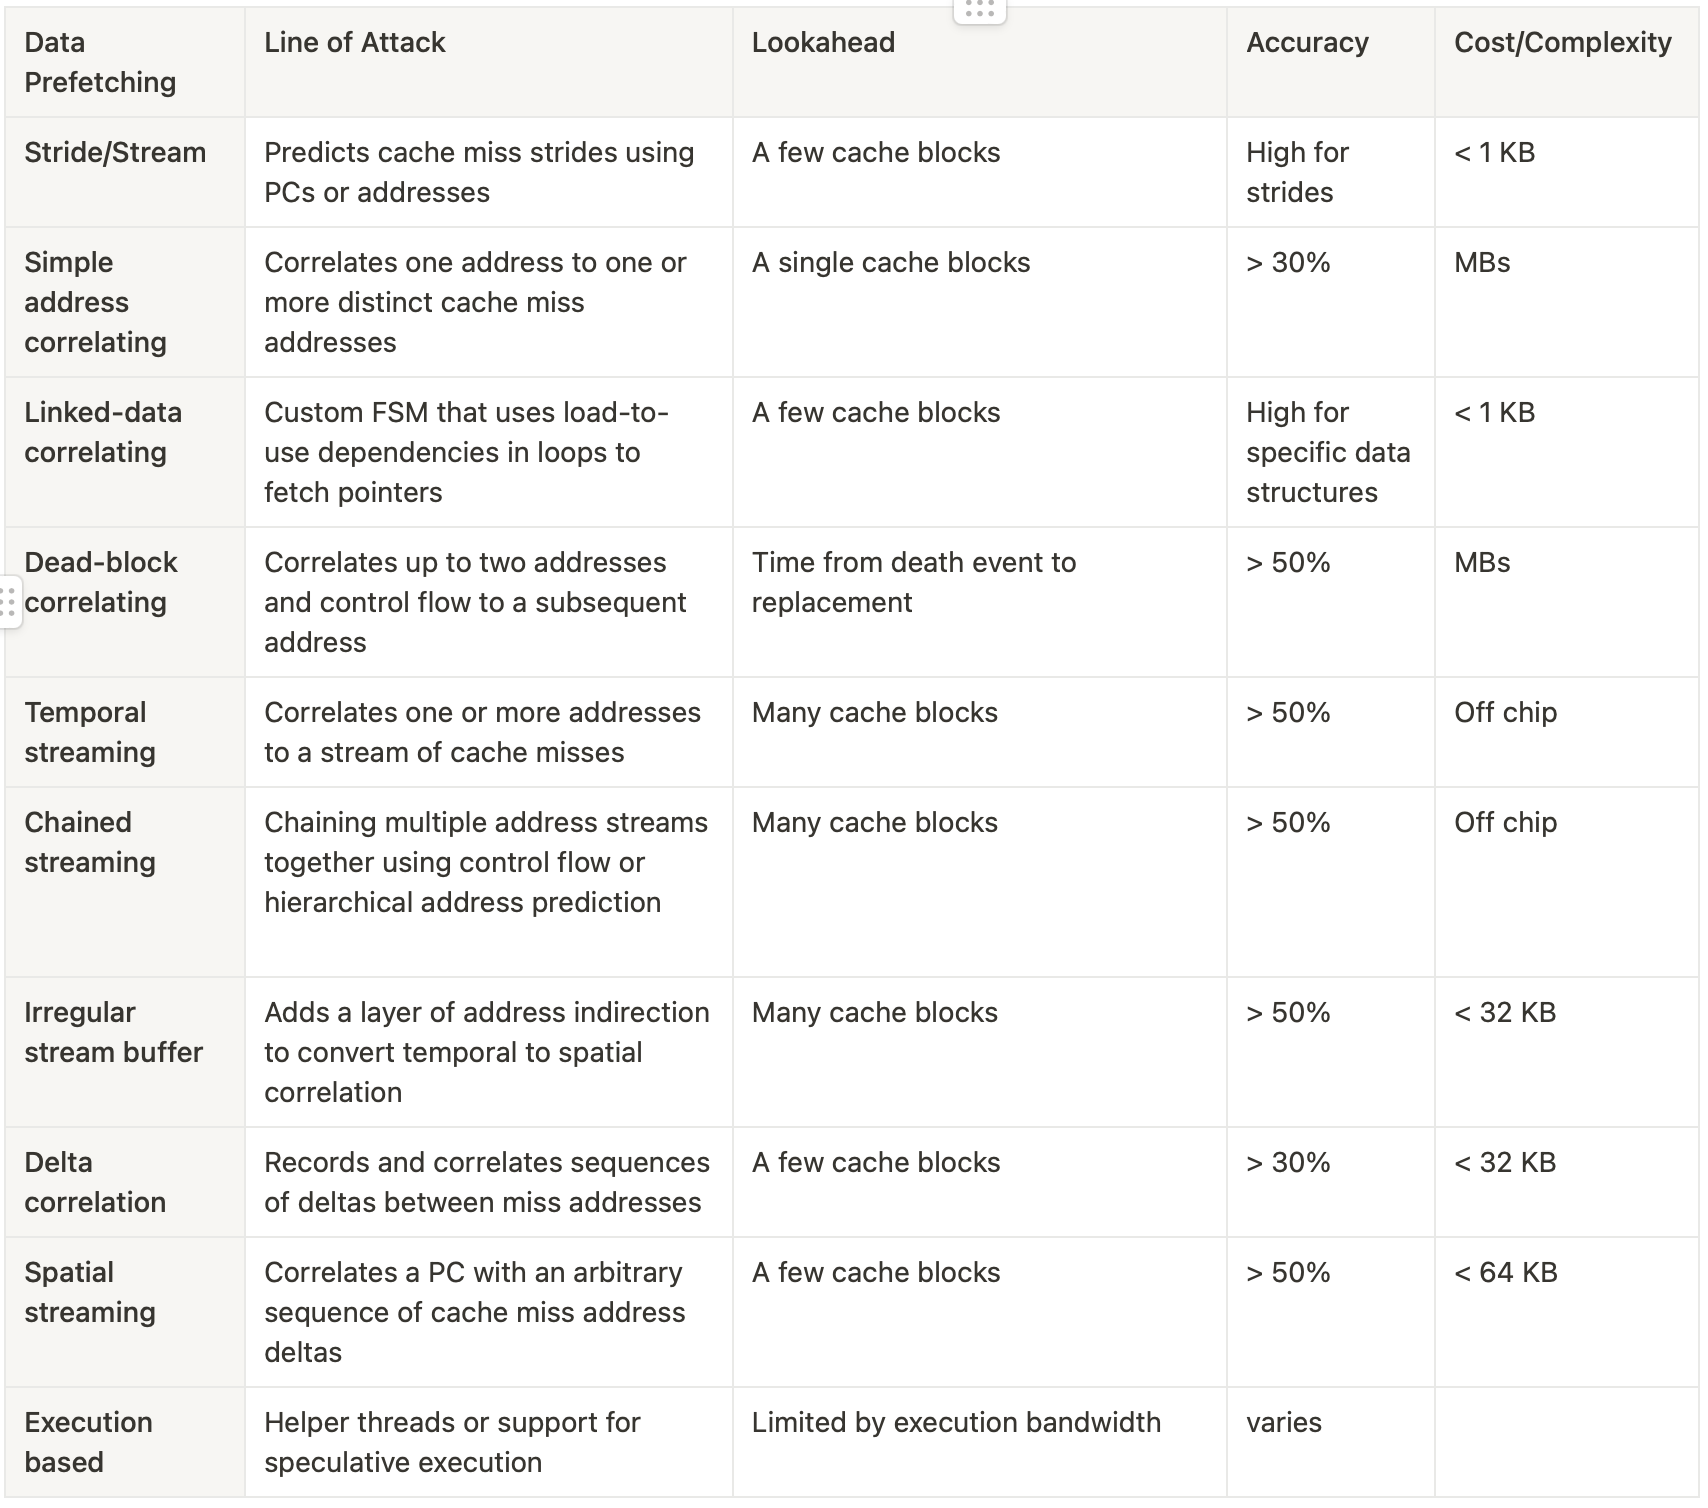 Data
Prefetching
Line of Attack
Lookahead
Accuracy
Cost/Complexity
Stride/Stream
Predicts cache miss strides using
PCs or addresses
A few cache blocks
High for
strides
< 1 KB
Simple
address
correlating
Correlates one address to one or
more distinct cache miss
addresses
A single cache blocks
> 30%
MBs
Linked-data
correlating
Custom FSM that uses load-to-
use dependencies in loops to
fetch pointers
A few cache blocks
High for
specific data
structures
< 1 KB
Dead-block
correlating
Correlates up to two addresses
and control flow to a subsequent
address
Time from death event to
replacement
> 50%
MBs
Temporal
streaming
Correlates one or more addresses
to a stream of cache misses
Many cache blocks
> 50%
Off chip
Chained
streaming
Chaining multiple address streams
together using control flow or
hierarchical address prediction
Many cache blocks
> 50%
Off chip
Irregular
stream buffer
Adds a layer of address indirection
to convert temporal to spatial
correlation
Many cache blocks
> 50%
< 32 KB
Delta
correlation
Records and correlates sequences
of deltas between miss addresses
A few cache blocks
> 30%
< 32 KB
Spatial
streaming
Correlates a PC with an arbitrary
sequence of cache miss address
deltas
A few cache blocks
> 50%
< 64 KB
Execution
based
Helper threads or support for
speculative execution
Limited by execution bandwidth
varies